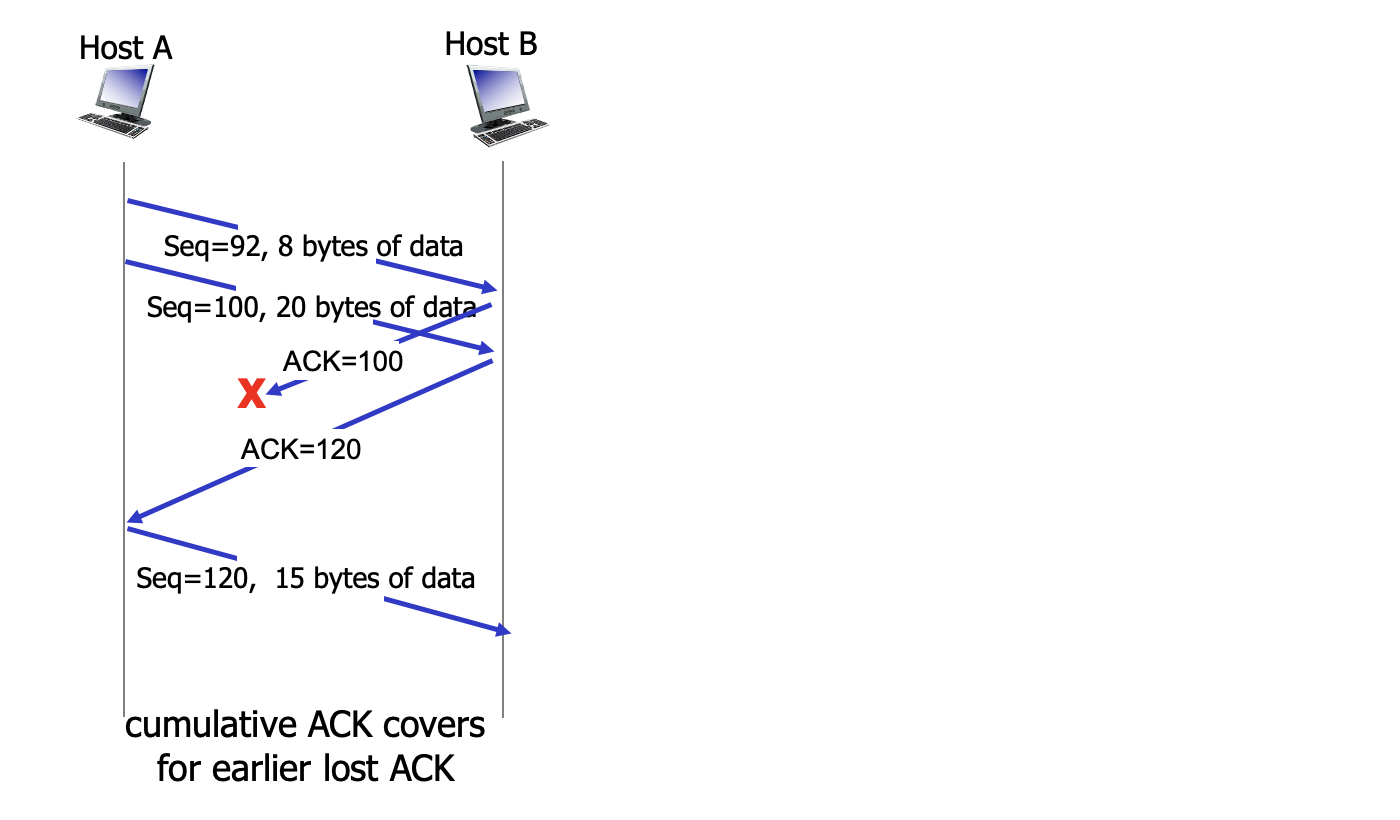 Host A
Host B
Seq=92, 8 bytes of data
Seq=100, 20 bytes of data
ACK=100
X
ACK=120
Seq=120,  15 bytes of data
cumulative ACK covers
for earlier lost ACK